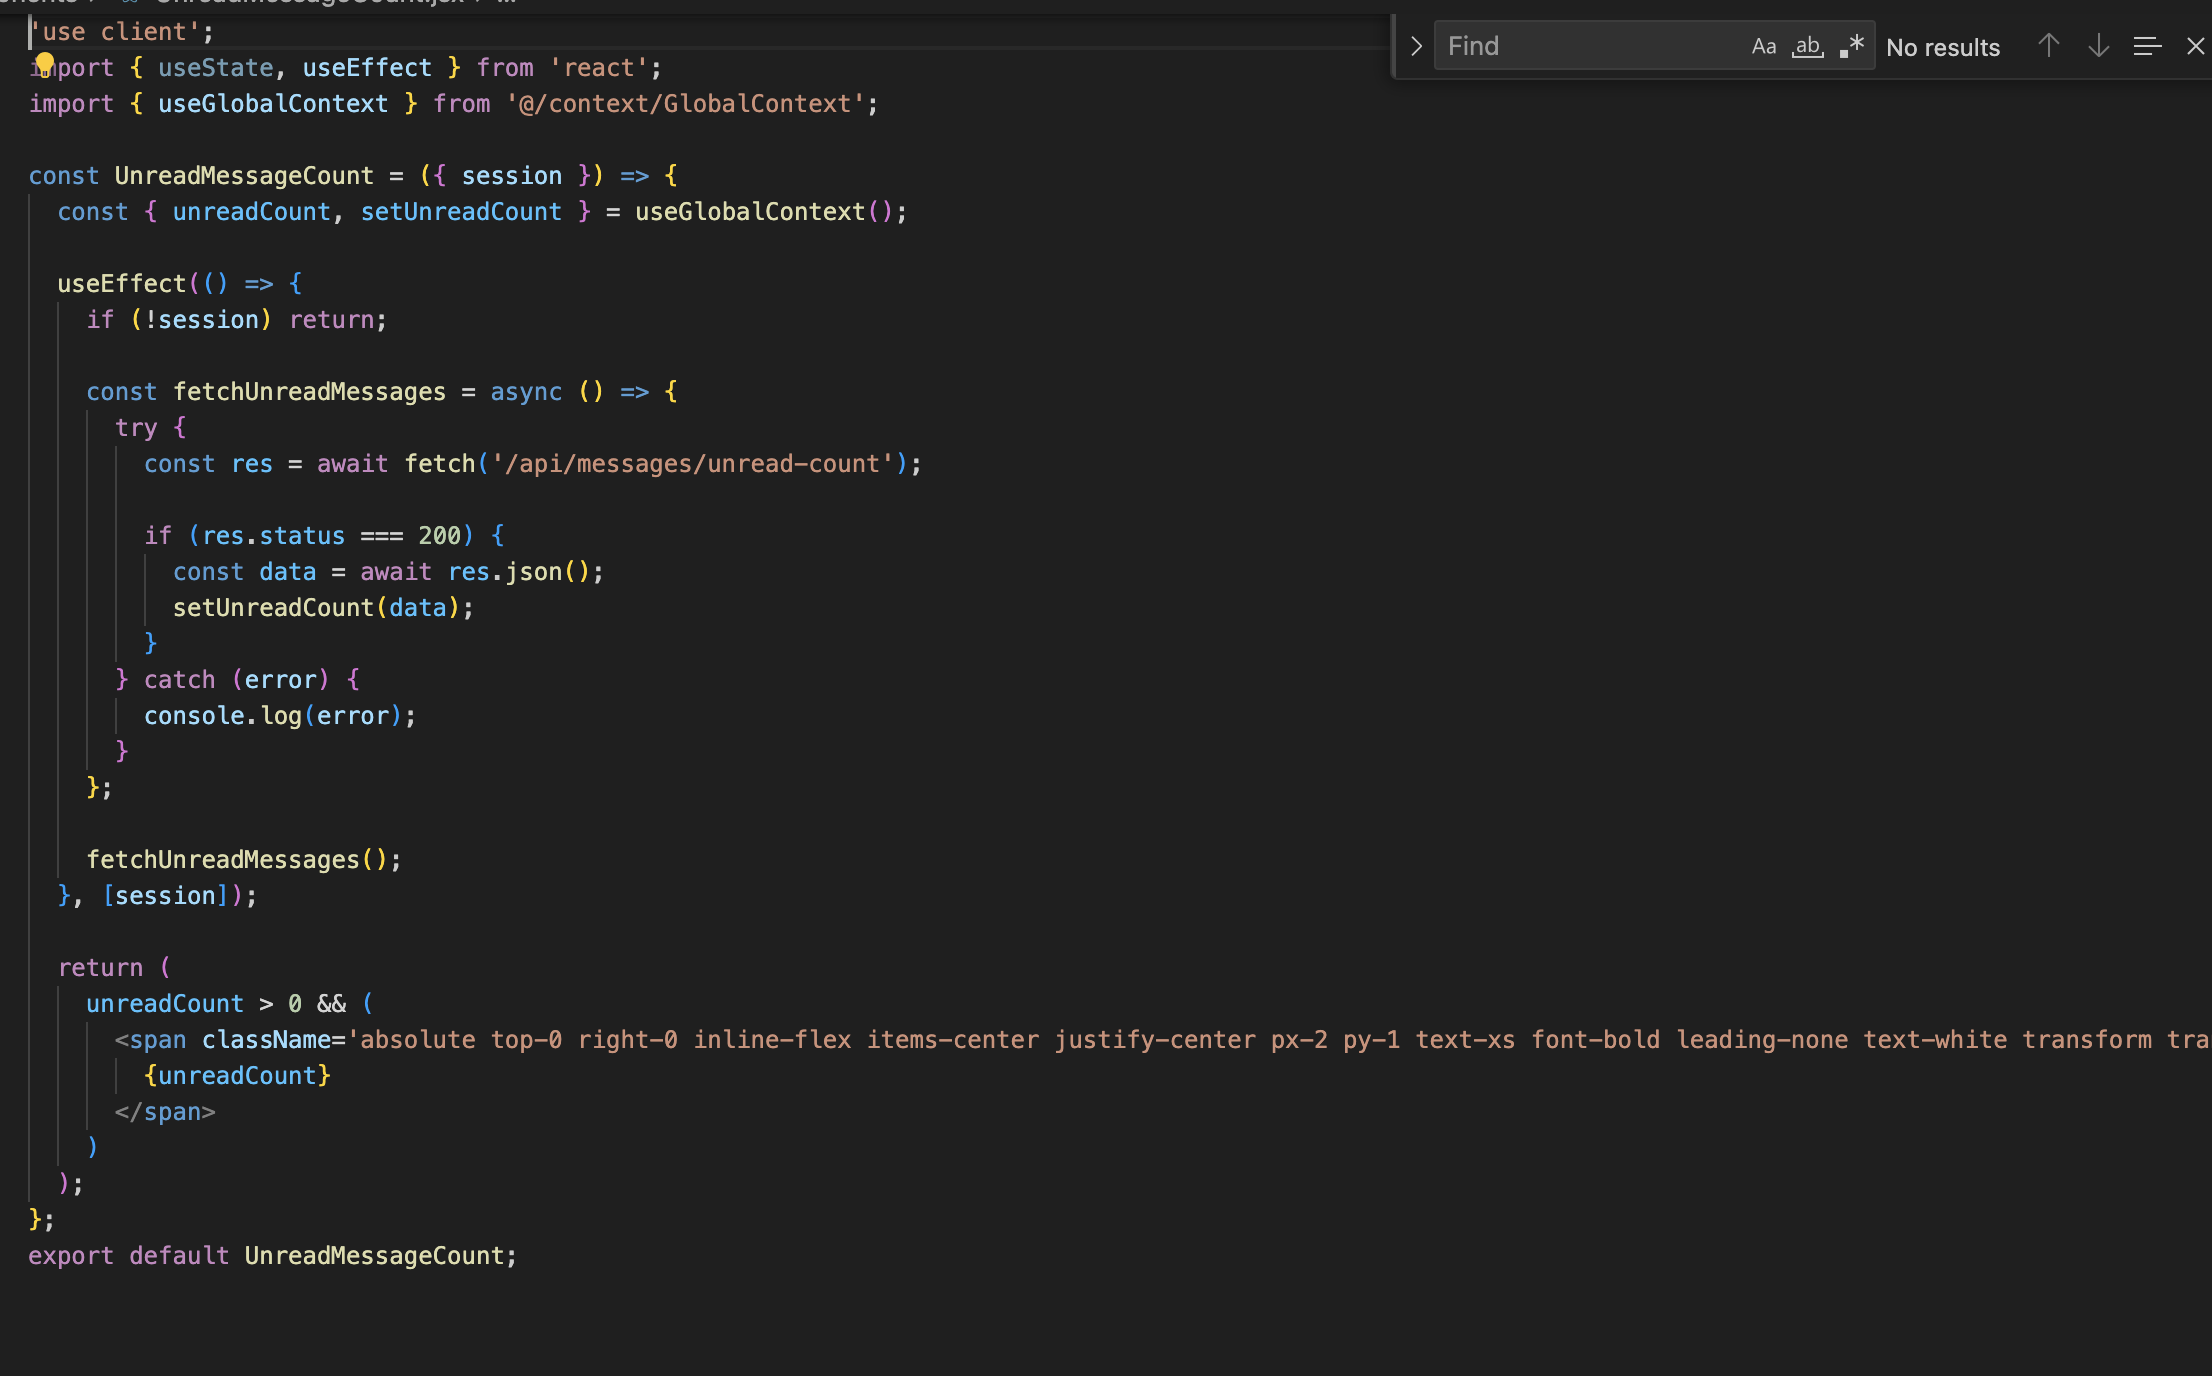 'use client';
Find Aa ab .* No results
import { useState, useEffect } from 'react';
import { useGlobalContext } from '@/context/GlobalContext';
const UnreadMessageCount = ({ session }) => {
const { unreadCount, setUnreadCount } = useGlobalContext();
useEffect(() => {
if (!session) return;
const fetchUnreadMessages = async () => {
try {
const res = await fetch('/api/messages/unread-count');
if (res.status === 200) {
const data = await res.json();
setUnreadCount(data);
}
} catch (error) {
console.log(error);
}
};
fetchUnreadMessages();
}, [session]);
return (
unreadCount > 0 && (
<span className='absolute top-0 right-0 inline-flex items-center justify-center px-2 py-1 text-xs font-bold leading-none text-white transform tra
{unreadCount}
</span>
)
);
};
export default UnreadMessageCount;